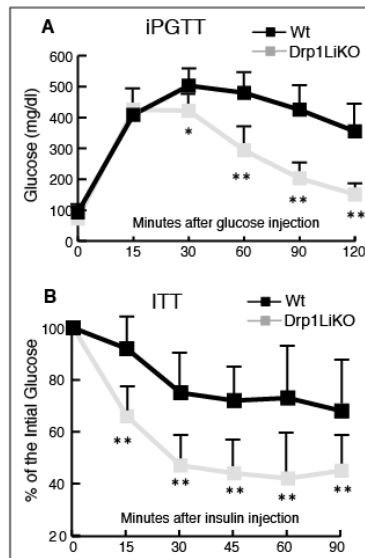 A iPGTT
Wt
Drp1LiKO
Glucose (mg/dl)
600
500
400
300
200
100
0
*
**
**
**
Minutes after glucose injection
0 15 30 60 90 120
B ITT
Wt
Drp1LiKO
% of the Intial Glucose
100
80
60
40
20
**
**
**
**
**
Minutes after insulin injection
0 15 30 45 60 90